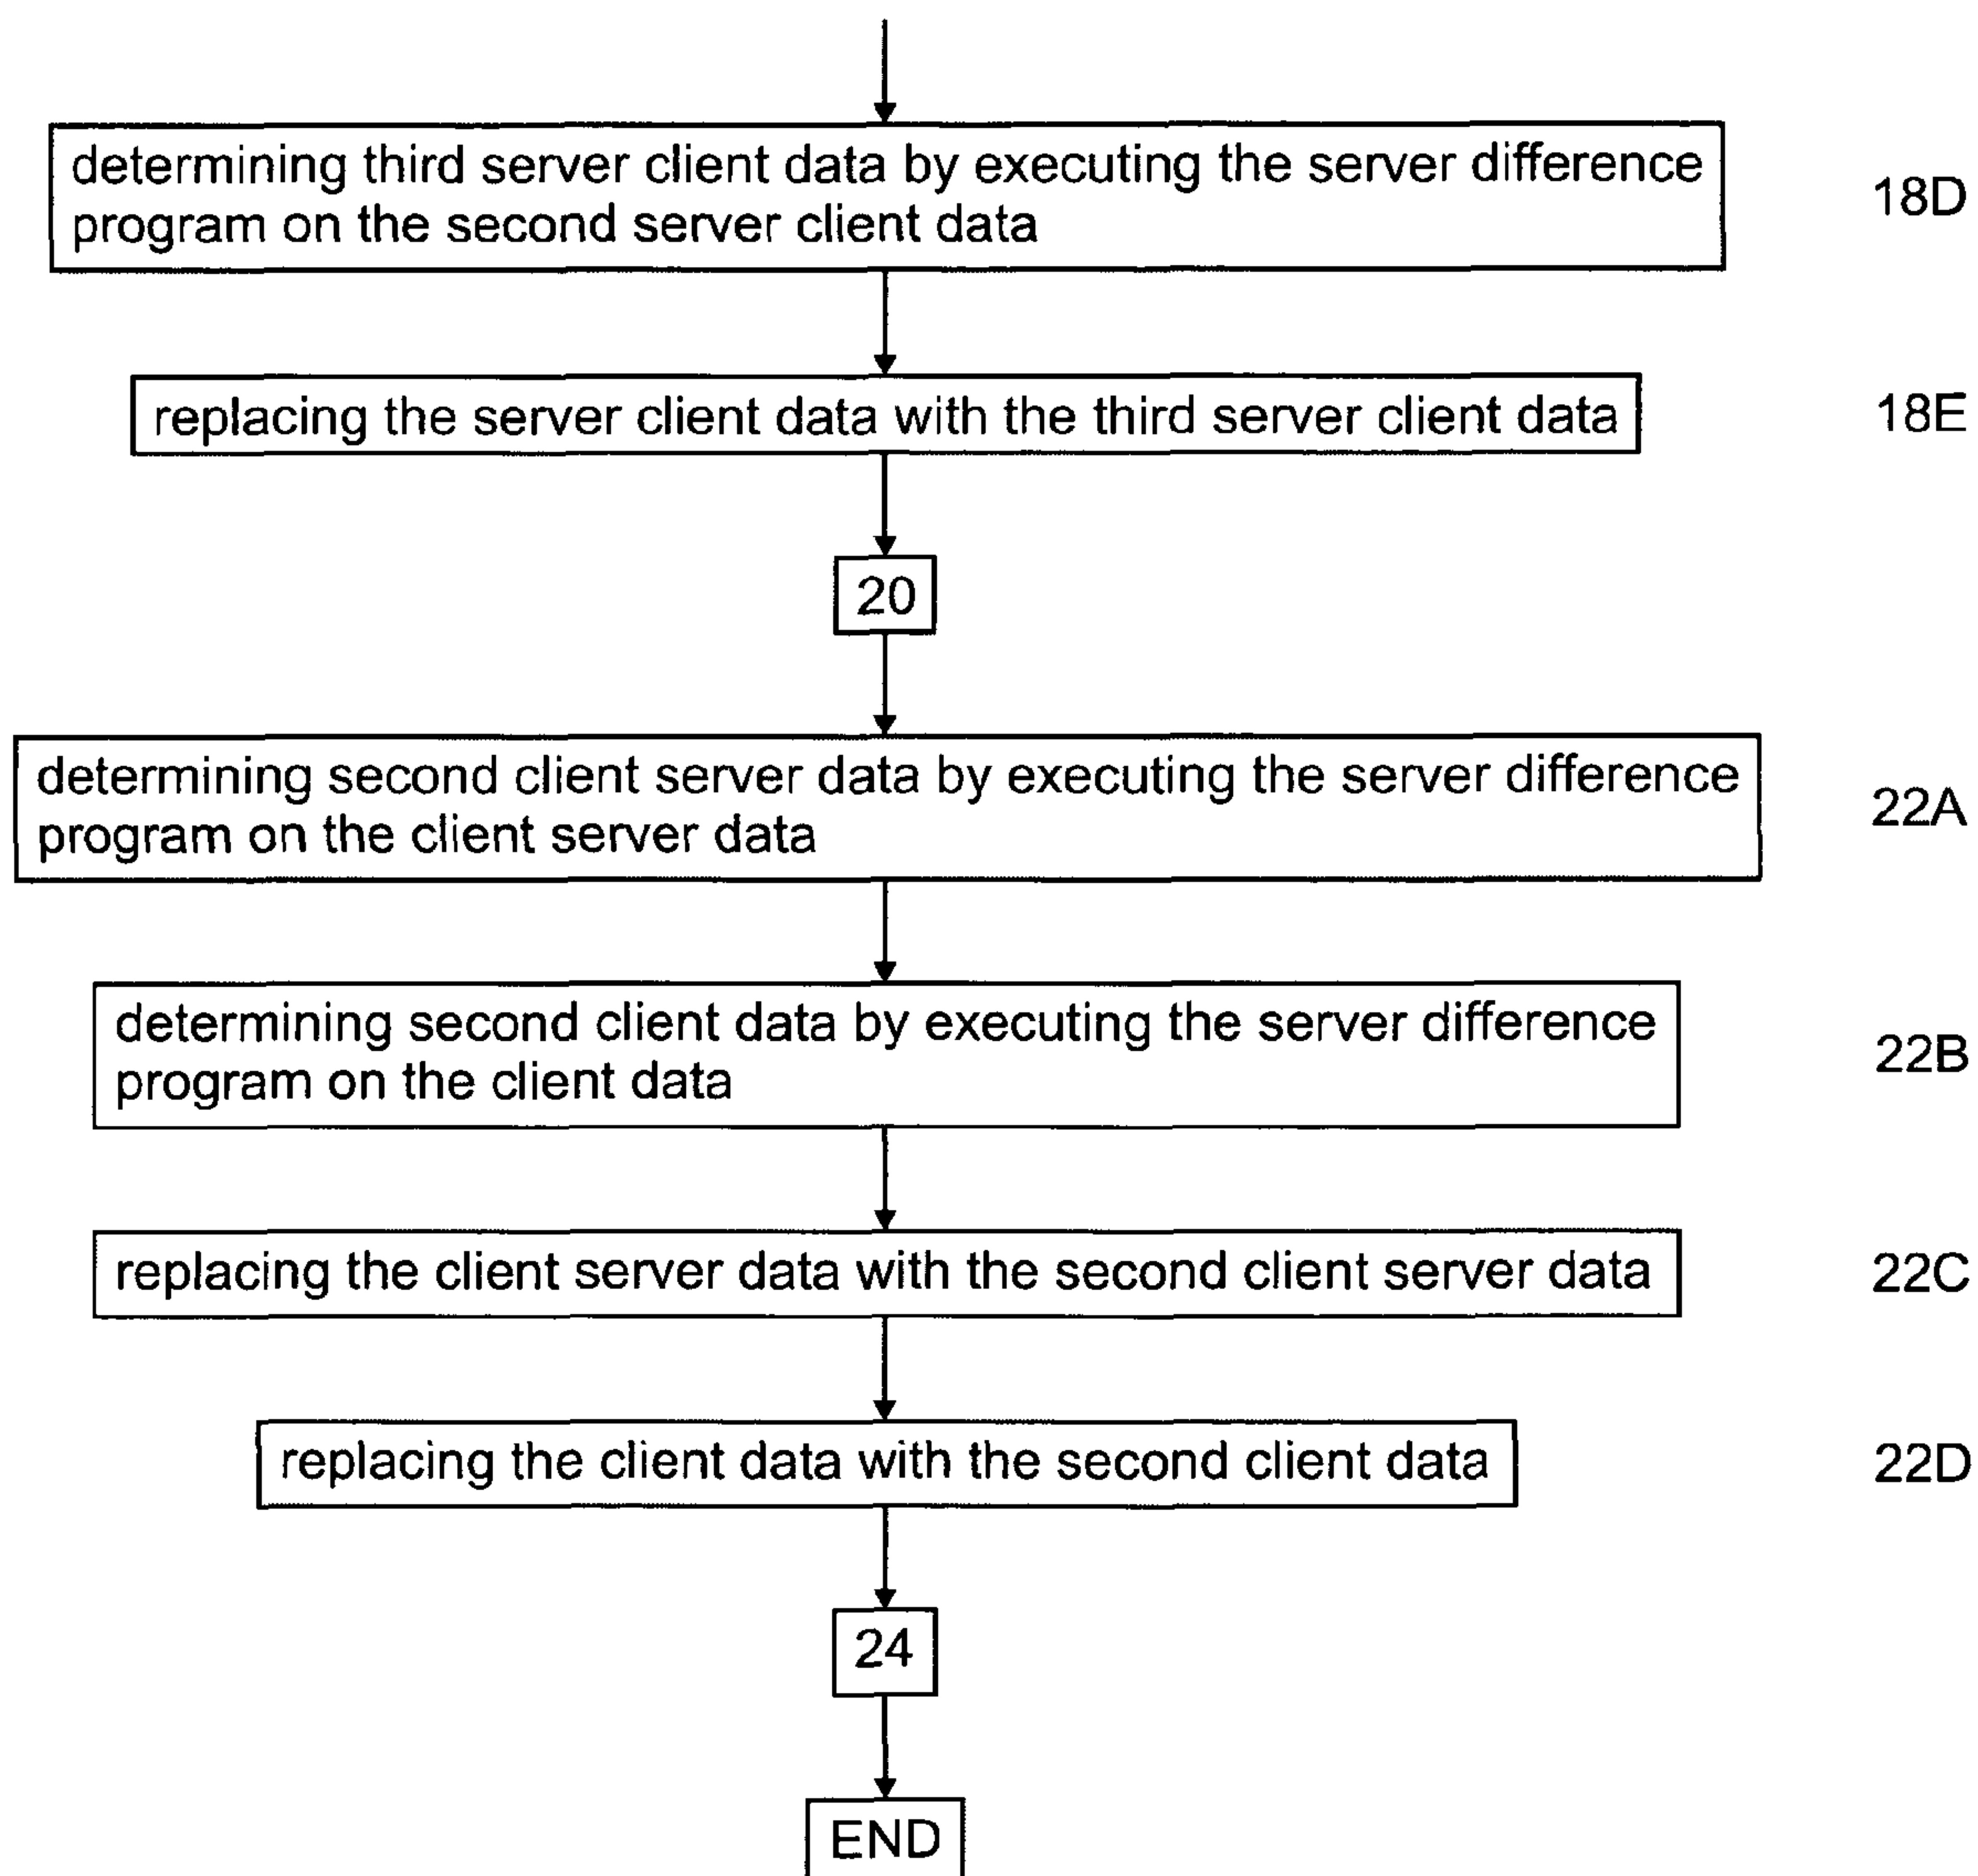 determining third server client data by executing the server difference
program on the second server client data
18D
replacing the server client data with the third server client data
18E
20
determining second client server data by executing the server difference
program on the client server data
22A
determining second client data by executing the server difference
program on the client data
22B
replacing the client server data with the second client server data
22C
replacing the client data with the second client data
22D
24
END